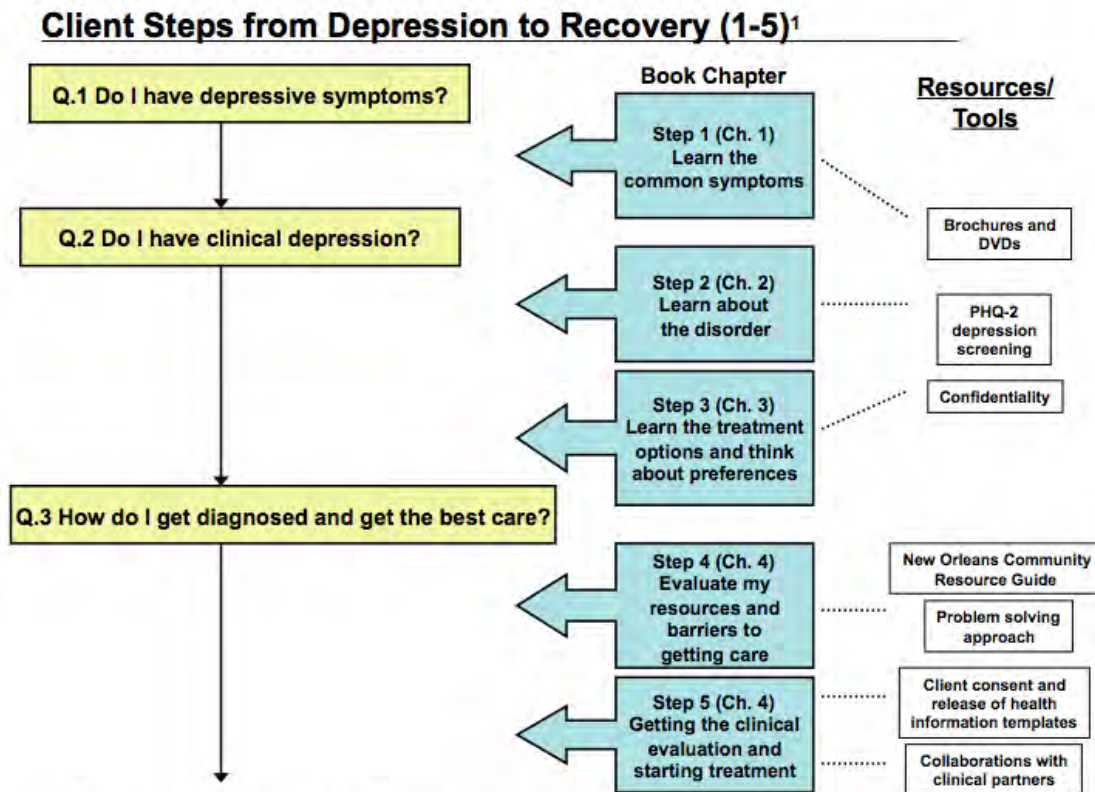 Client Steps from Depression to Recovery (1-5)¹
Q.1 Do I have depressive symptoms?
Book Chapter
Resources/
Tools
Step 1 (Ch. 1)
Learn the
common symptoms
Brochures and
DVDs
Q.2 Do I have clinical depression?
Step 2 (Ch. 2)
Learn about
the disorder
PHQ-2
depression
screening
Step 3 (Ch. 3)
Learn the treatment
options and think
about preferences
Confidentiality
Q.3 How do I get diagnosed and get the best care?
Step 4 (Ch. 4)
Evaluate my
resources and
barriers to
getting care
New Orleans Community
Resource Guide
Problem solving
approach
Step 5 (Ch. 4)
Getting the clinical
evaluation and
starting treatment
Client consent and
release of health
information templates
Collaborations with
clinical partners